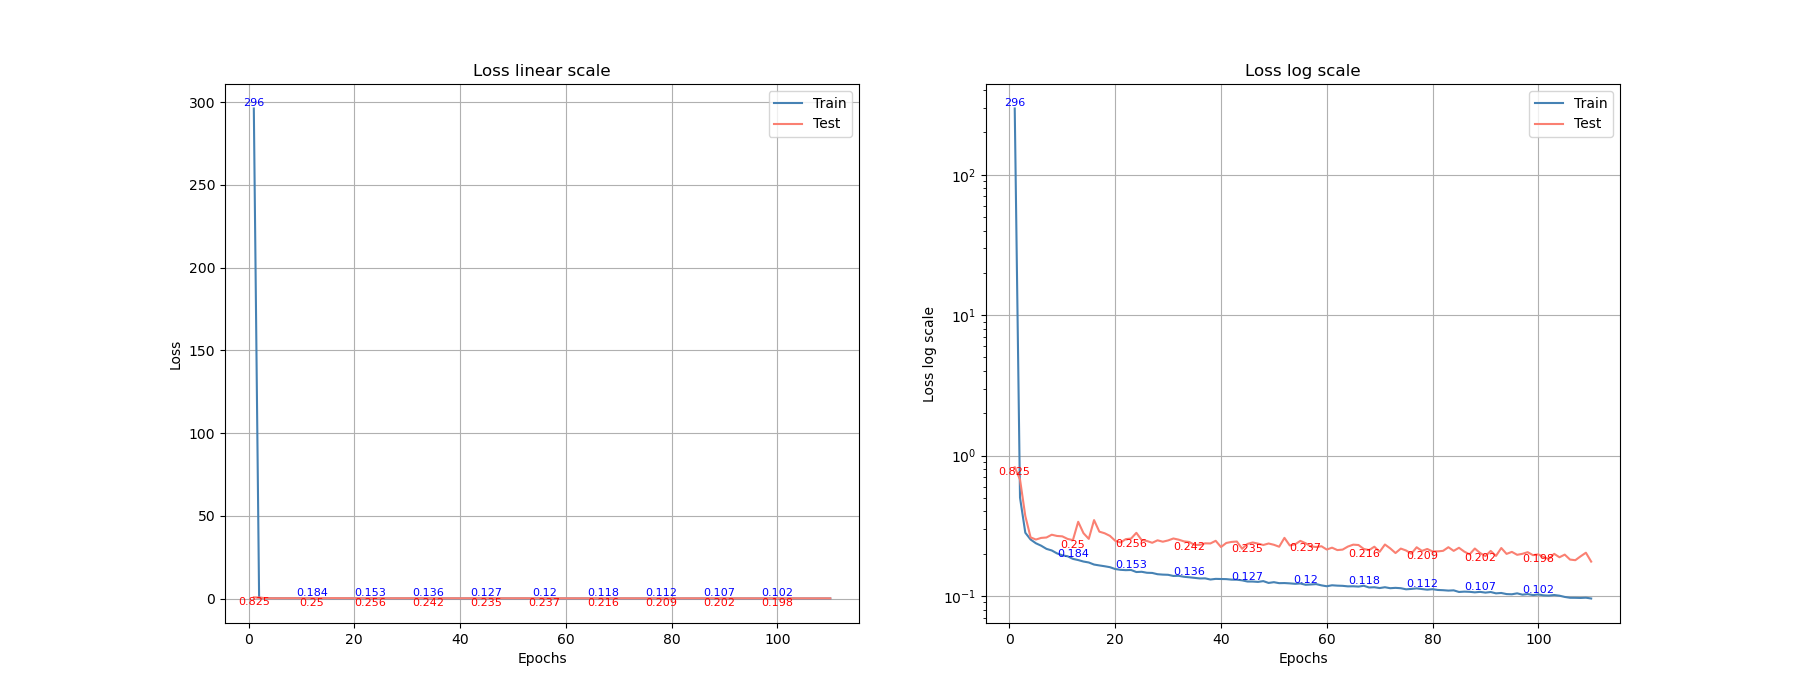 Loss linear scale
300
250
200
150
100
50
0
Loss
296
0.825
0.184 0.153 0.136 0.127 0.12 0.118 0.112 0.107 0.102
0.25 0.256 0.242 0.235 0.237 0.216 0.209 0.202 0.198
Train
Test
0 20 40 60 80 100
Epochs
Loss log scale
10²
10¹
10⁰
10⁻¹
Loss log scale
296
0.825
0.25 0.256 0.242 0.235 0.237 0.216 0.209 0.202 0.198
0.184 0.153 0.136 0.127 0.12 0.118 0.112 0.107 0.102
Train
Test
0 20 40 60 80 100
Epochs